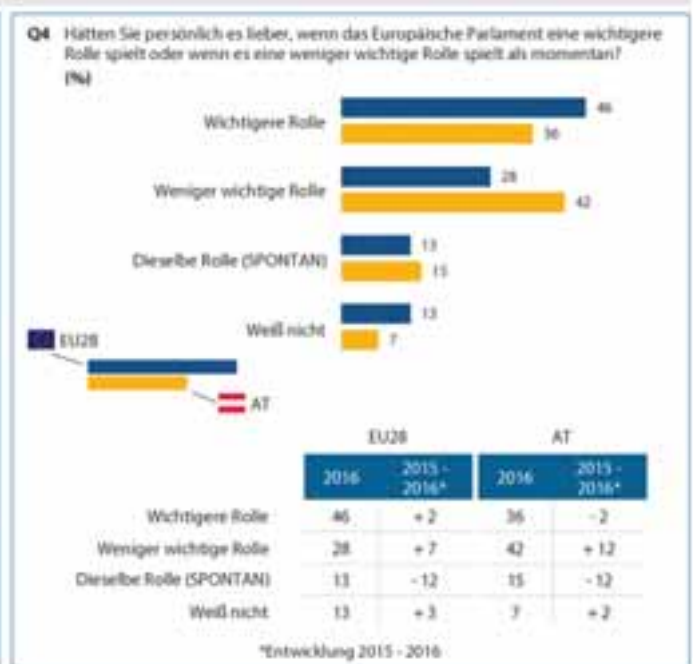 Q4 Hätten Sie persönlich es lieber, wenn das Europäische Parlament eine wichtigere
Rolle spielt oder wenn es eine weniger wichtige Rolle spielt als momentan?
(%)
Wichtigere Rolle 46
36
Weniger wichtige Rolle 28
42
Dieselbe Rolle (SPONTAN) 13
15
Weiß nicht 13
7
EU28
AT
EU28 AT
2016 2015 - 2016* 2016 2015 - 2016*
Wichtigere Rolle 46 + 2 36 - 2
Weniger wichtige Rolle 28 + 7 42 + 12
Dieselbe Rolle (SPONTAN) 13 - 12 15 - 12
Weiß nicht 13 + 3 7 + 2
*Entwicklung 2015 - 2016